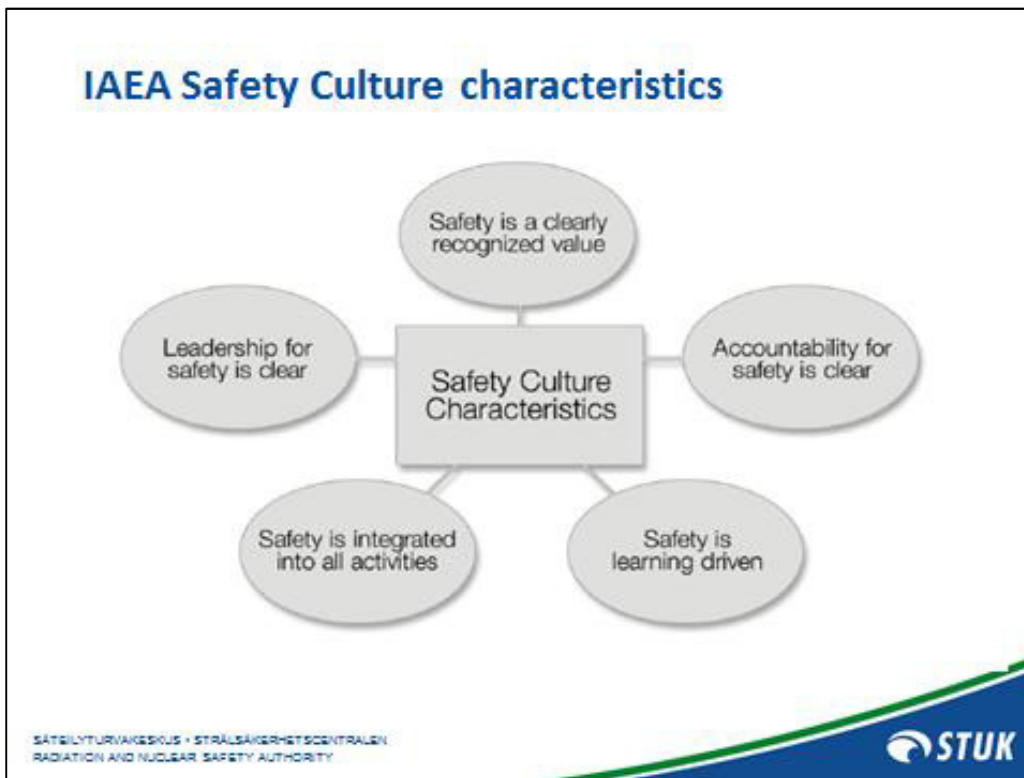 IAEA Safety Culture characteristics
Safety is a clearly
recognized value
Leadership for
safety is clear
Accountability for
safety is clear
Safety Culture
Characteristics
Safety is integrated
into all activities
Safety is
learning driven
SÄTEILYTURVAKESKUS • STRÅLSÄKERHETSCENTRALEN
RADIATION AND NUCLEAR SAFETY AUTHORITY
STUK